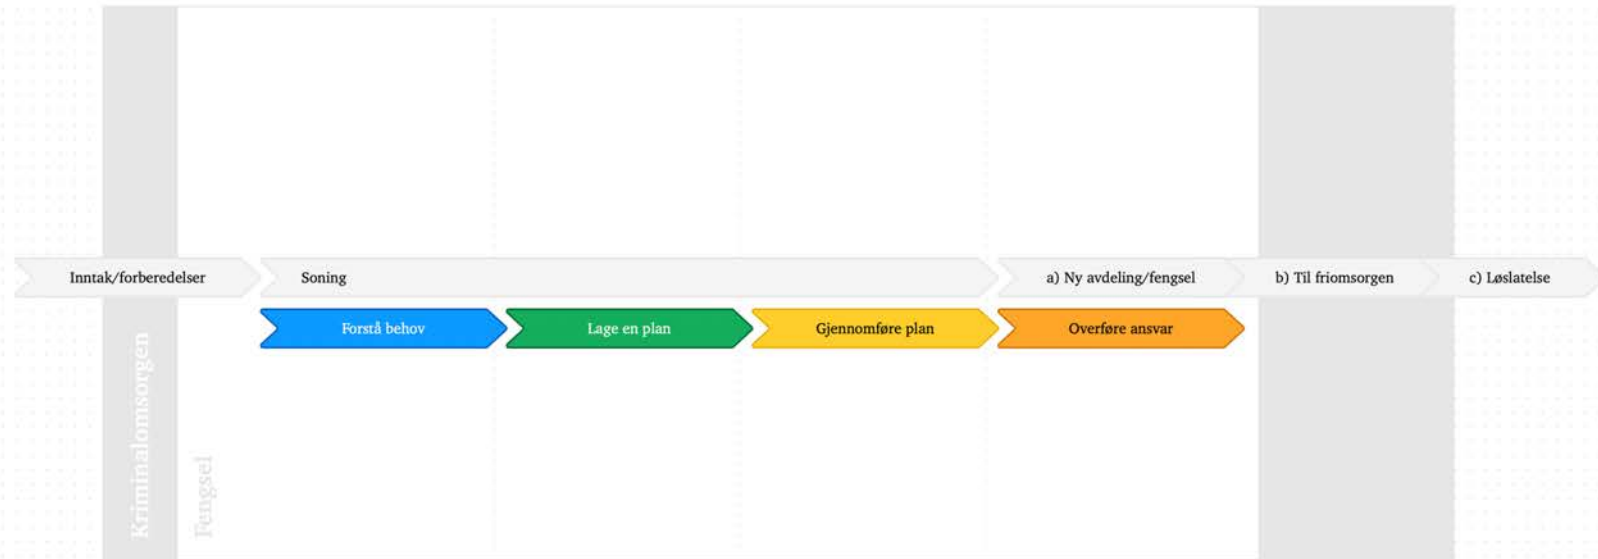 Inntak/forberedelser
Soning
a) Ny avdeling/fengsel
b) Til friomsorgen
c) Løslatelse
Forstå behov
Lage en plan
Gjennomføre plan
Overføre ansvar
Kriminalomsorgen
Fengsel